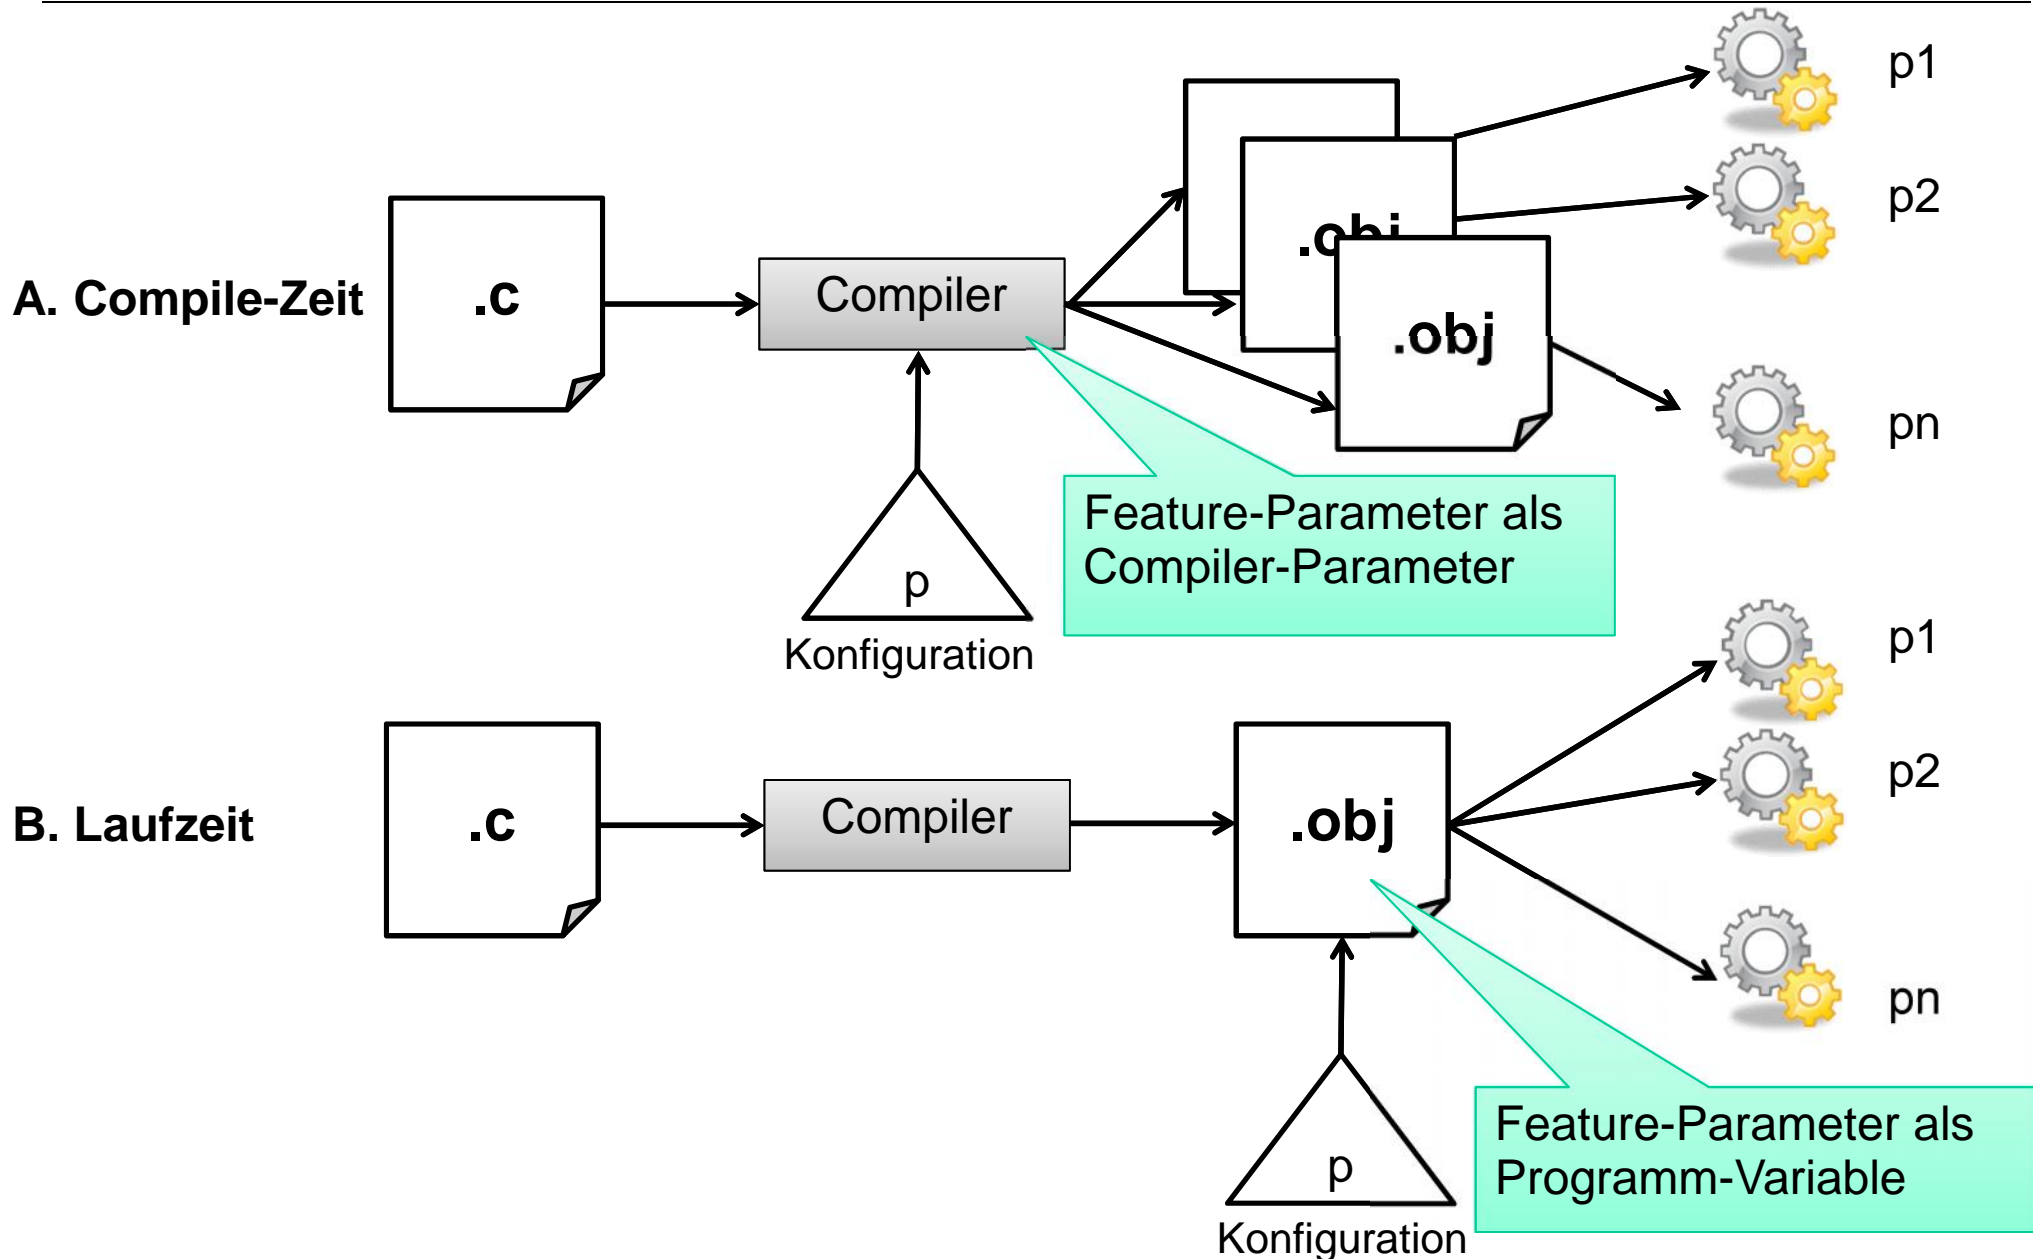 p1
p2
.obj
A. Compile-Zeit
.c
Compiler
.obj
pn
Feature-Parameter als
Compiler-Parameter
p
Konfiguration
p1
p2
B. Laufzeit
.c
Compiler
.obj
pn
Feature-Parameter als
Programm-Variable
p
Konfiguration